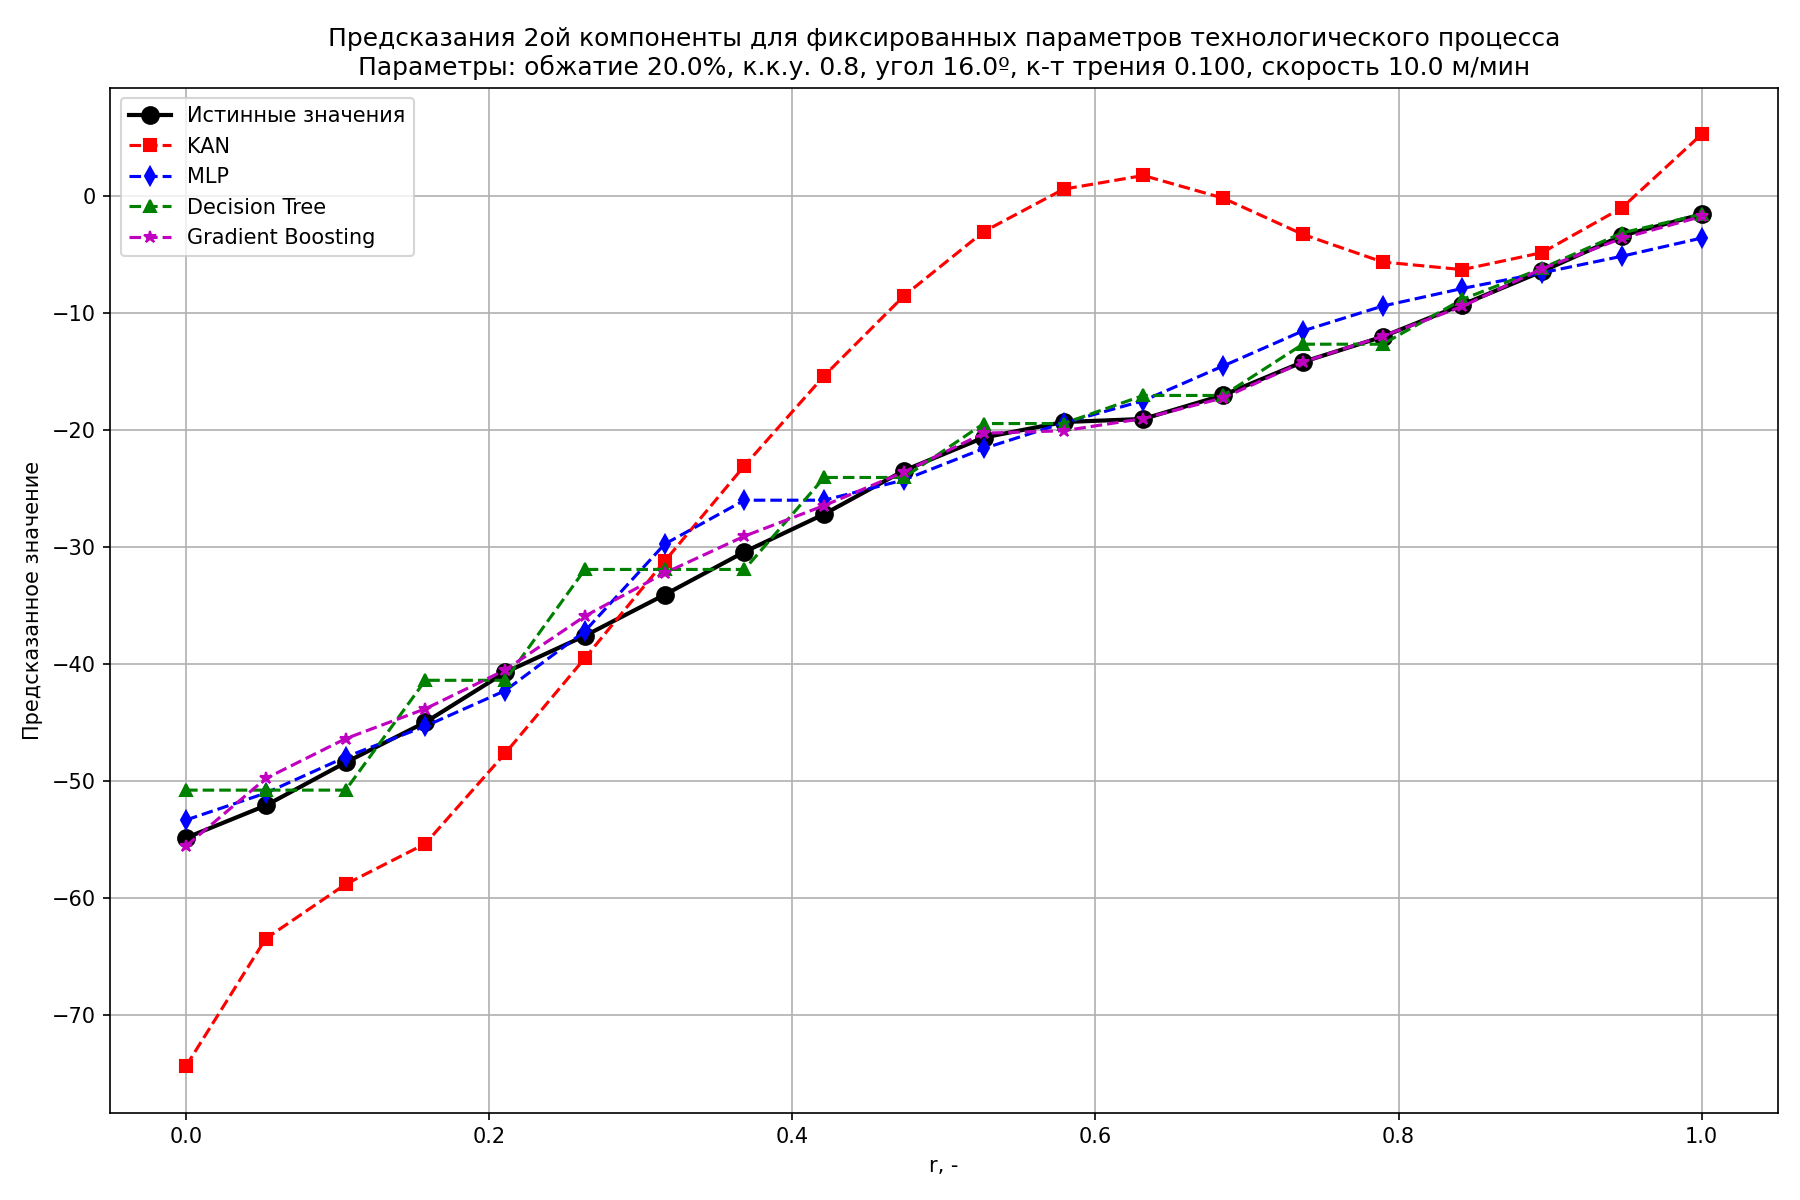 Предсказания 2ой компоненты для фиксированных параметров технологического процесса
Параметры: обжатие 20.0%, к.к.у. 0.8, угол 16.0º, к-т трения 0.100, скорость 10.0 м/мин
Истинные значения
KAN
MLP
Decision Tree
Gradient Boosting
Предсказанное значение
0
−10
−20
−30
−40
−50
−60
−70
0.0
0.2
0.4
0.6
0.8
1.0
r, -